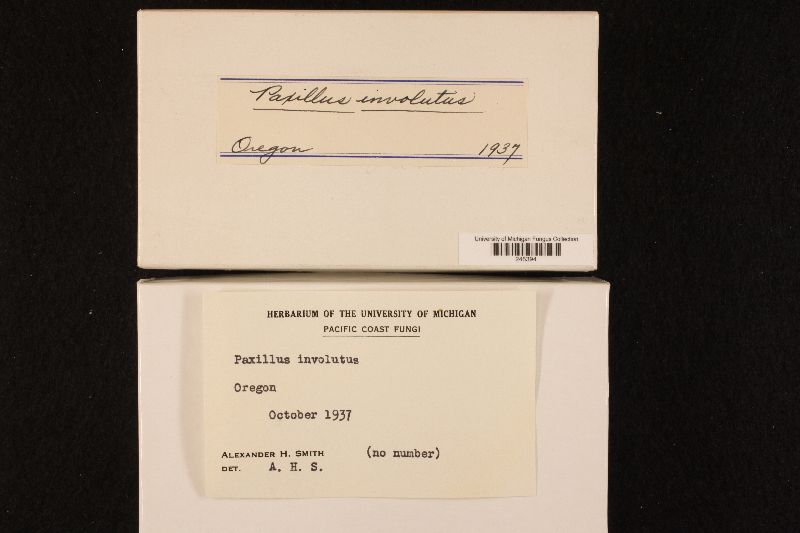 Paxillus involutus
Oregon 1937
University of Michigan Fungus Collection
245394
HERBARIUM OF THE UNIVERSITY OF MICHIGAN
PACIFIC COAST FUNGI
Paxillus involutus
Oregon
October 1937
ALEXANDER H. SMITH (no number)
DET. A. H. S.